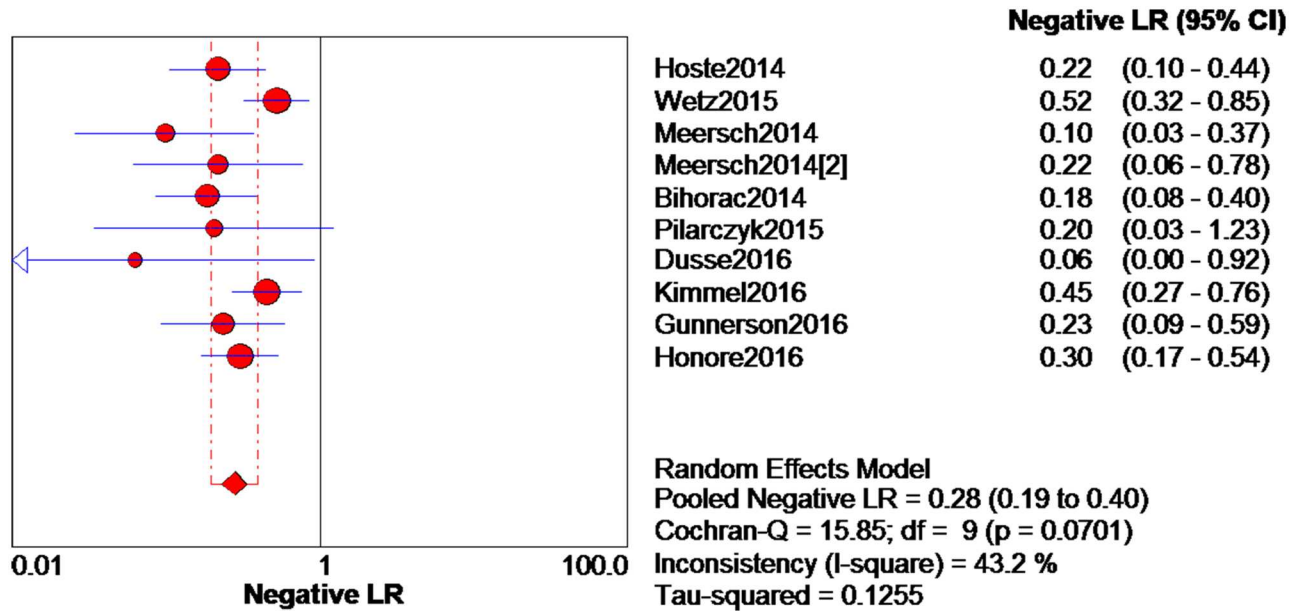 Negative LR (95% CI)
Hoste2014 0.22 (0.10 - 0.44)
Wetz2015 0.52 (0.32 - 0.85)
Meersch2014 0.10 (0.03 - 0.37)
Meersch2014[2] 0.22 (0.06 - 0.78)
Bihorac2014 0.18 (0.08 - 0.40)
Pilarczyk2015 0.20 (0.03 - 1.23)
Dusse2016 0.06 (0.00 - 0.92)
Kimmel2016 0.45 (0.27 - 0.76)
Gunnerson2016 0.23 (0.09 - 0.59)
Honore2016 0.30 (0.17 - 0.54)
Random Effects Model
Pooled Negative LR = 0.28 (0.19 to 0.40)
Cochran-Q = 15.85; df = 9 (p = 0.0701)
Inconsistency (I-square) = 43.2 %
Tau-squared = 0.1255
0.01 1 100.0
Negative LR